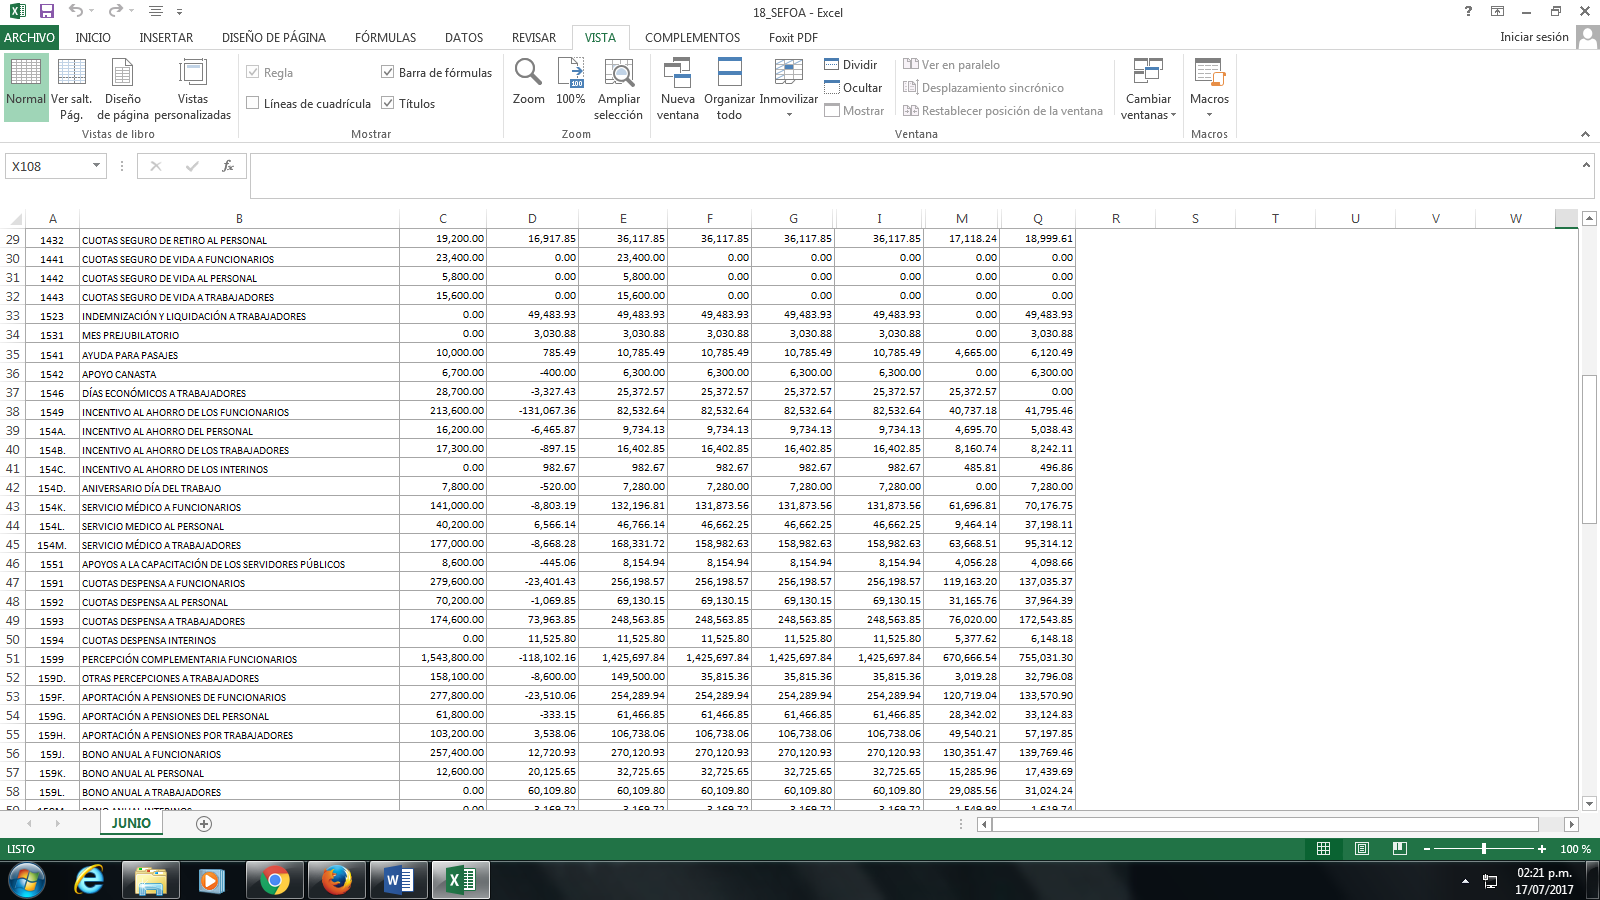 18_SEFOA - Excel
ARCHIVO INICIO INSERTAR DISEÑO DE PÁGINA FÓRMULAS DATOS REVISAR VISTA COMPLEMENTOS Foxit PDF Iniciar sesión
Normal Ver salt. Pág. Diseño de página Vistas personalizadas
Vistas de libro
Regla Barra de fórmulas
Líneas de cuadrícula Títulos
Mostrar
Zoom 100% Ampliar selección
Zoom
Nueva ventana Organizar todo Inmovilizar
Dividir Ver en paralelo
Ocultar Desplazamiento sincrónico
Mostrar Restablecer posición de la ventana
Cambiar ventanas
Ventana
Macros
Macros
X108 fx
A B C D E F G I M Q R S T U V W
29 1432 CUOTAS SEGURO DE RETIRO AL PERSONAL 19,200.00 16,917.85 36,117.85 36,117.85 36,117.85 36,117.85 17,118.24 18,999.61
30 1441 CUOTAS SEGURO DE VIDA A FUNCIONARIOS 23,400.00 0.00 23,400.00 0.00 0.00 0.00 0.00 0.00
31 1442 CUOTAS SEGURO DE VIDA AL PERSONAL 5,800.00 0.00 5,800.00 0.00 0.00 0.00 0.00 0.00
32 1443 CUOTAS SEGURO DE VIDA A TRABAJADORES 15,600.00 0.00 15,600.00 0.00 0.00 0.00 0.00 0.00
33 1523 INDEMNIZACIÓN Y LIQUIDACIÓN A TRABAJADORES 0.00 49,483.93 49,483.93 49,483.93 49,483.93 49,483.93 0.00 49,483.93
34 1531 MES PREJUBILATORIO 0.00 3,030.88 3,030.88 3,030.88 3,030.88 3,030.88 0.00 3,030.88
35 1541 AYUDA PARA PASAJES 10,000.00 785.49 10,785.49 10,785.49 10,785.49 10,785.49 4,665.00 6,120.49
36 1542 APOYO CANASTA 6,700.00 -400.00 6,300.00 6,300.00 6,300.00 6,300.00 0.00 6,300.00
37 1546 DÍAS ECONÓMICOS A TRABAJADORES 28,700.00 -3,327.43 25,372.57 25,372.57 25,372.57 25,372.57 25,372.57 0.00
38 1549 INCENTIVO AL AHORRO DE LOS FUNCIONARIOS 213,600.00 -131,067.36 82,532.64 82,532.64 82,532.64 82,532.64 40,737.18 41,795.46
39 154A. INCENTIVO AL AHORRO DEL PERSONAL 16,200.00 -6,465.87 9,734.13 9,734.13 9,734.13 9,734.13 4,695.70 5,038.43
40 154B. INCENTIVO AL AHORRO DE LOS TRABAJADORES 17,300.00 -897.15 16,402.85 16,402.85 16,402.85 16,402.85 8,160.74 8,242.11
41 154C. INCENTIVO AL AHORRO DE LOS INTERINOS 0.00 982.67 982.67 982.67 982.67 982.67 485.81 496.86
42 154D. ANIVERSARIO DÍA DEL TRABAJO 7,800.00 -520.00 7,280.00 7,280.00 7,280.00 7,280.00 0.00 7,280.00
43 154K. SERVICIO MÉDICO A FUNCIONARIOS 141,000.00 -8,803.19 132,196.81 131,873.56 131,873.56 131,873.56 61,696.81 70,176.75
44 154L. SERVICIO MEDICO AL PERSONAL 40,200.00 6,566.14 46,766.14 46,662.25 46,662.25 46,662.25 9,464.14 37,198.11
45 154M. SERVICIO MÉDICO A TRABAJADORES 177,000.00 -8,668.28 168,331.72 158,982.63 158,982.63 158,982.63 63,668.51 95,314.12
46 1551 APOYOS A LA CAPACITACIÓN DE LOS SERVIDORES PÚBLICOS 8,600.00 -445.06 8,154.94 8,154.94 8,154.94 8,154.94 4,056.28 4,098.66
47 1591 CUOTAS DESPENSA A FUNCIONARIOS 279,600.00 -23,401.43 256,198.57 256,198.57 256,198.57 256,198.57 119,163.20 137,035.37
48 1592 CUOTAS DESPENSA AL PERSONAL 70,200.00 -1,069.85 69,130.15 69,130.15 69,130.15 69,130.15 31,165.76 37,964.39
49 1593 CUOTAS DESPENSA A TRABAJADORES 174,600.00 73,963.85 248,563.85 248,563.85 248,563.85 248,563.85 76,020.00 172,543.85
50 1594 CUOTAS DESPENSA INTERINOS 0.00 11,525.80 11,525.80 11,525.80 11,525.80 11,525.80 5,377.62 6,148.18
51 1599 PERCEPCIÓN COMPLEMENTARIA FUNCIONARIOS 1,543,800.00 -118,102.16 1,425,697.84 1,425,697.84 1,425,697.84 1,425,697.84 670,666.54 755,031.30
52 159D. OTRAS PERCEPCIONES A TRABAJADORES 158,100.00 -8,600.00 149,500.00 35,815.36 35,815.36 35,815.36 3,019.28 32,796.08
53 159F. APORTACIÓN A PENSIONES DE FUNCIONARIOS 277,800.00 -23,510.06 254,289.94 254,289.94 254,289.94 254,289.94 120,719.04 133,570.90
54 159G. APORTACIÓN A PENSIONES DEL PERSONAL 61,800.00 -333.15 61,466.85 61,466.85 61,466.85 61,466.85 28,342.02 33,124.83
55 159H. APORTACIÓN A PENSIONES POR TRABAJADORES 103,200.00 3,538.06 106,738.06 106,738.06 106,738.06 106,738.06 49,540.21 57,197.85
56 159J. BONO ANUAL A FUNCIONARIOS 257,400.00 12,720.93 270,120.93 270,120.93 270,120.93 270,120.93 130,351.47 139,769.46
57 159K. BONO ANUAL AL PERSONAL 12,600.00 20,125.65 32,725.65 32,725.65 32,725.65 32,725.65 15,285.96 17,439.69
58 159L. BONO ANUAL A TRABAJADORES 0.00 60,109.80 60,109.80 60,109.80 60,109.80 60,109.80 29,085.56 31,024.24
JUNIO
LISTO 100 %
02:21 p.m.
17/07/2017